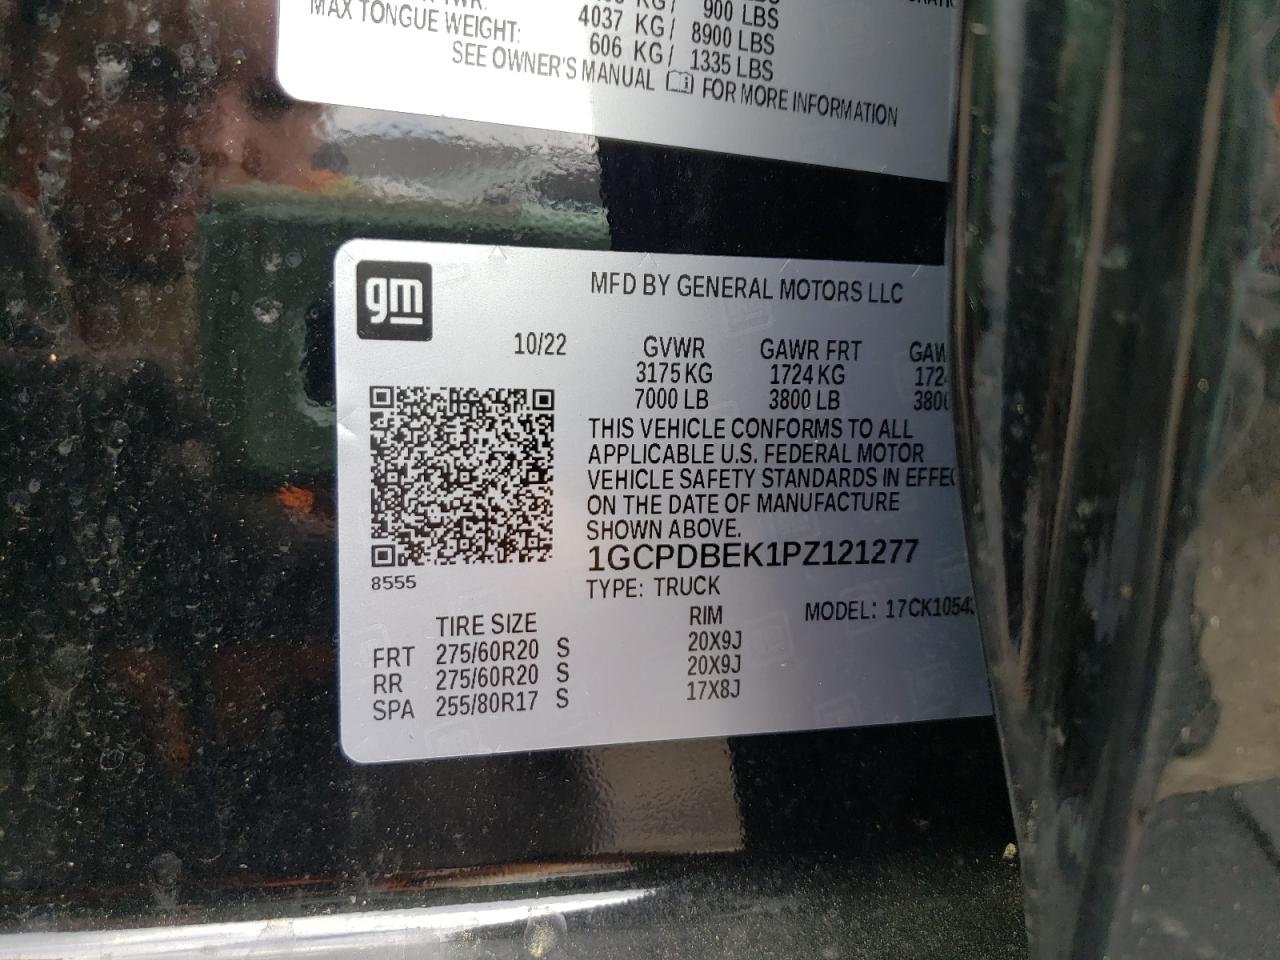 900 LBS
4037 KG/ 8900 LBS
MAX TONGUE WEIGHT: 606 KG/ 1335 LBS
SEE OWNER'S MANUAL FOR MORE INFORMATION
gm
MFD BY GENERAL MOTORS LLC
10/22
GVWR GAWR FRT
3175 KG 1724 KG
7000 LB 3800 LB
THIS VEHICLE CONFORMS TO ALL
APPLICABLE U.S. FEDERAL MOTOR
VEHICLE SAFETY STANDARDS IN
ON THE DATE OF MANUFACTURE
SHOWN ABOVE.
1GCPDBEK1PZ121277
8555
TYPE: TRUCK
MODEL: 17CK1054
TIRE SIZE RIM
FRT 275/60R20 S 20X9J
RR 275/60R20 S 20X9J
SPA 255/80R17 S 17X8J